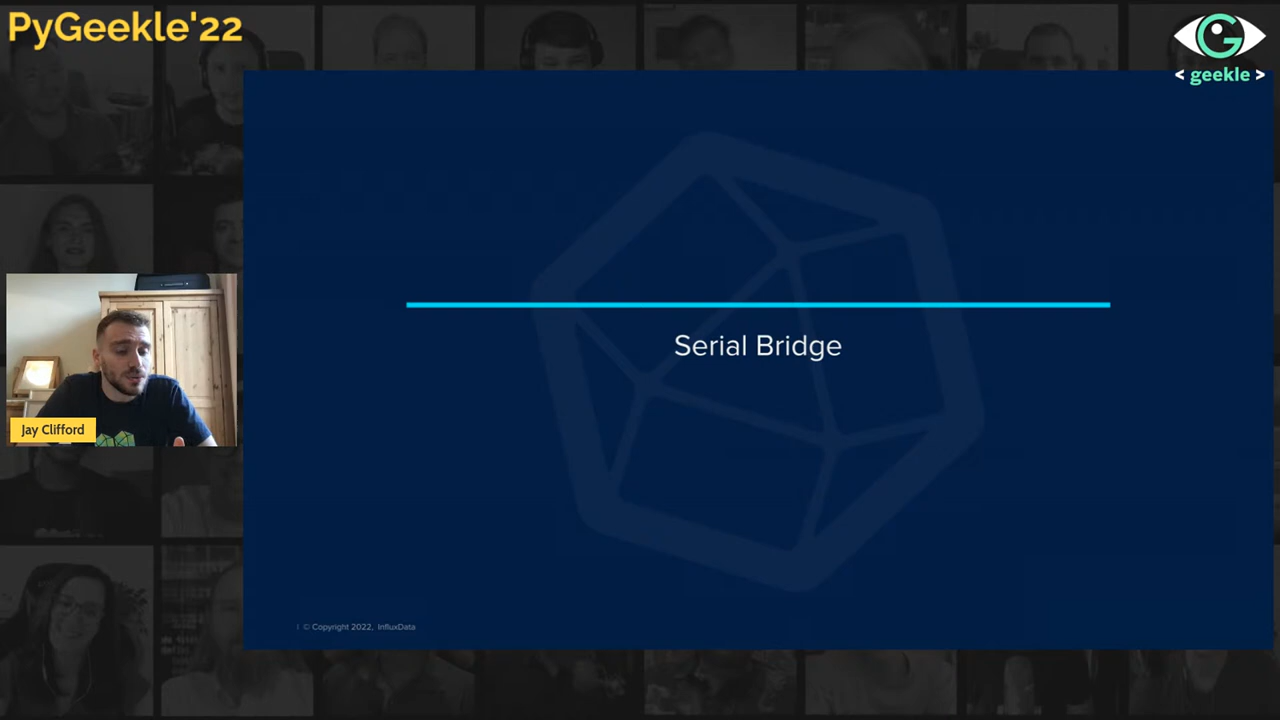 PyGeekle'22
< geekle >
Serial Bridge
Jay Clifford
© Copyright 2022, InfluxData